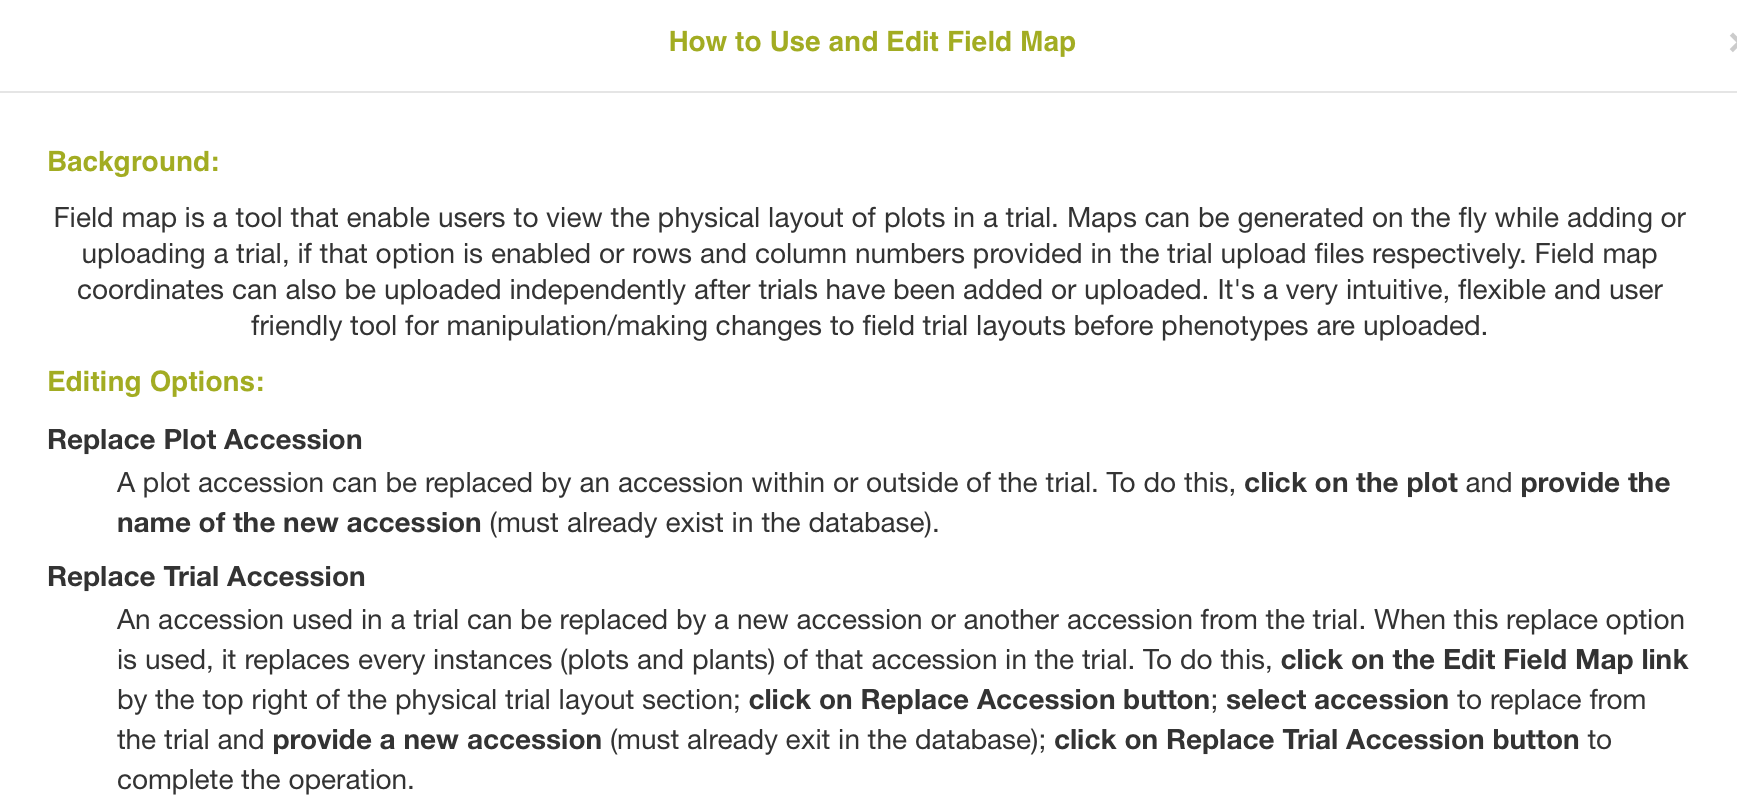 How to Use and Edit Field Map
Background:
Field map is a tool that enable users to view the physical layout of plots in a trial. Maps can be generated on the fly while adding or
uploading a trial, if that option is enabled or rows and column numbers provided in the trial upload files respectively. Field map
coordinates can also be uploaded independently after trials have been added or uploaded. It's a very intuitive, flexible and user
friendly tool for manipulation/making changes to field trial layouts before phenotypes are uploaded.
Editing Options:
Replace Plot Accession
A plot accession can be replaced by an accession within or outside of the trial. To do this, click on the plot and provide the
name of the new accession (must already exist in the database).
Replace Trial Accession
An accession used in a trial can be replaced by a new accession or another accession from the trial. When this replace option
is used, it replaces every instances (plots and plants) of that accession in the trial. To do this, click on the Edit Field Map link
by the top right of the physical trial layout section; click on Replace Accession button; select accession to replace from
the trial and provide a new accession (must already exit in the database); click on Replace Trial Accession button to
complete the operation.